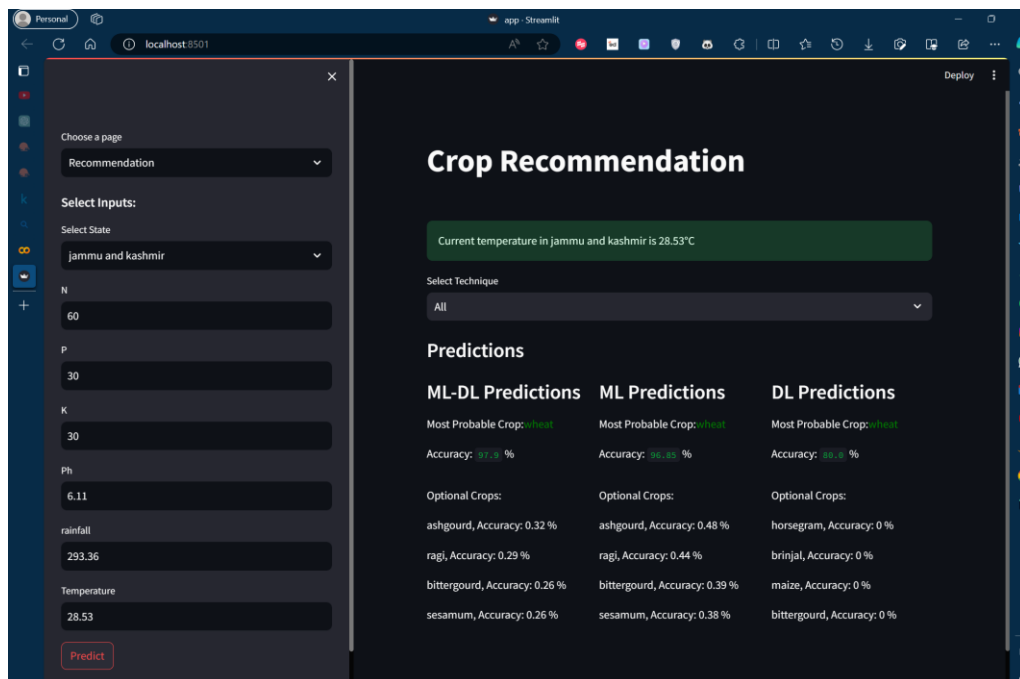 Personal
app · Streamlit
localhost:8501
Deploy
Choose a page
Recommendation
Select Inputs:
Select State
jammu and kashmir
N
60
P
30
K
30
Ph
6.11
rainfall
293.36
Temperature
28.53
Predict
Crop Recommendation
Current temperature in jammu and kashmir is 28.53°C
Select Technique
All
Predictions
ML-DL Predictions
Most Probable Crop:wheat
Accuracy: 97.9 %
Optional Crops:
ashgourd, Accuracy: 0.32 %
ragi, Accuracy: 0.29 %
bittergourd, Accuracy: 0.26 %
sesamum, Accuracy: 0.26 %
ML Predictions
Most Probable Crop:wheat
Accuracy: 96.85 %
Optional Crops:
ashgourd, Accuracy: 0.48 %
ragi, Accuracy: 0.44 %
bittergourd, Accuracy: 0.39 %
sesamum, Accuracy: 0.38 %
DL Predictions
Most Probable Crop:wheat
Accuracy: 80.0 %
Optional Crops:
horsegram, Accuracy: 0 %
brinjal, Accuracy: 0 %
maize, Accuracy: 0 %
bittergourd, Accuracy: 0 %